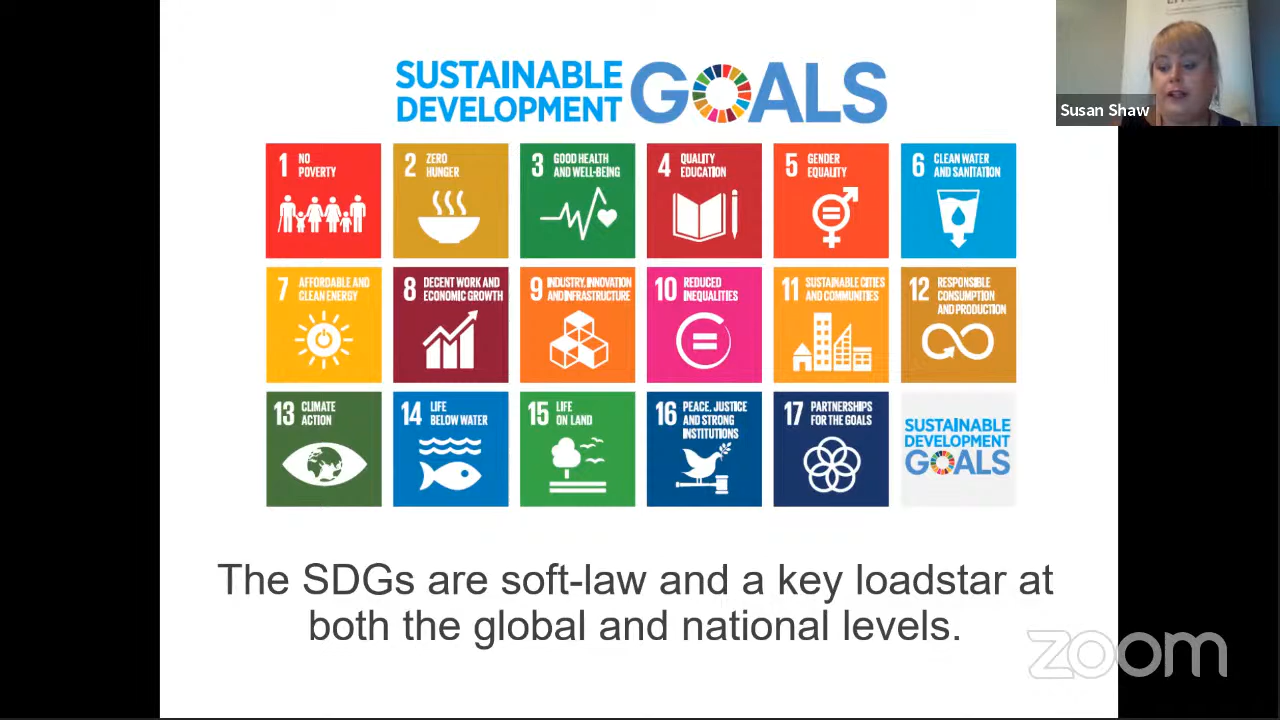 SUSTAINABLE
DEVELOPMENT
GOALS
Susan Shaw
1 NO
POVERTY
2 ZERO
HUNGER
3 GOOD HEALTH
AND WELL-BEING
4 QUALITY
EDUCATION
5 GENDER
EQUALITY
6 CLEAN WATER
AND SANITATION
7 AFFORDABLE AND
CLEAN ENERGY
8 DECENT WORK AND
ECONOMIC GROWTH
9 INDUSTRY, INNOVATION
AND INFRASTRUCTURE
10 REDUCED
INEQUALITIES
11 SUSTAINABLE CITIES
AND COMMUNITIES
12 RESPONSIBLE
CONSUMPTION
AND PRODUCTION
13 CLIMATE
ACTION
14 LIFE
BELOW WATER
15 LIFE
ON LAND
16 PEACE, JUSTICE
AND STRONG
INSTITUTIONS
17 PARTNERSHIPS
FOR THE GOALS
SUSTAINABLE
DEVELOPMENT
GOALS
The SDGs are soft-law and a key loadstar at
both the global and national levels.
zoom